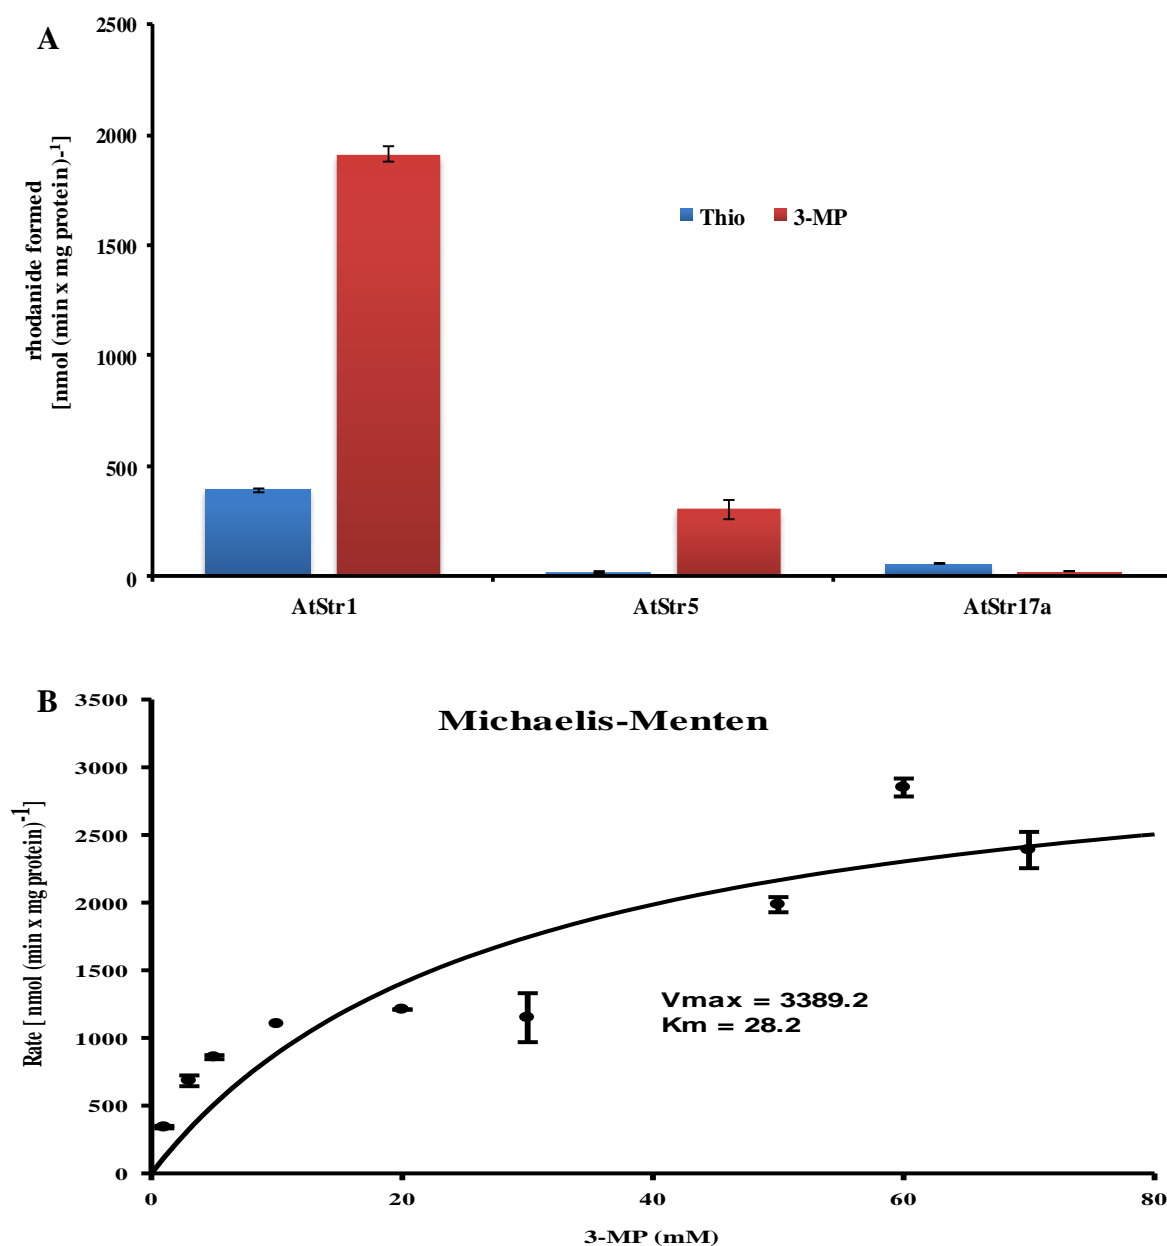 A
2500
2000
1500
1000
500
0
rhodanide formed
[nmol (min x mg protein)-¹]
Thio 3-MP
AtStr1 AtStr5 AtStr17a
B
Michaelis-Menten
3500
3000
2500
2000
1500
1000
500
0
Rate [ nmol (min x mg protein)⁻¹]
Vmax = 3389.2
Km = 28.2
0 20 40 60 80
3-MP (mM)